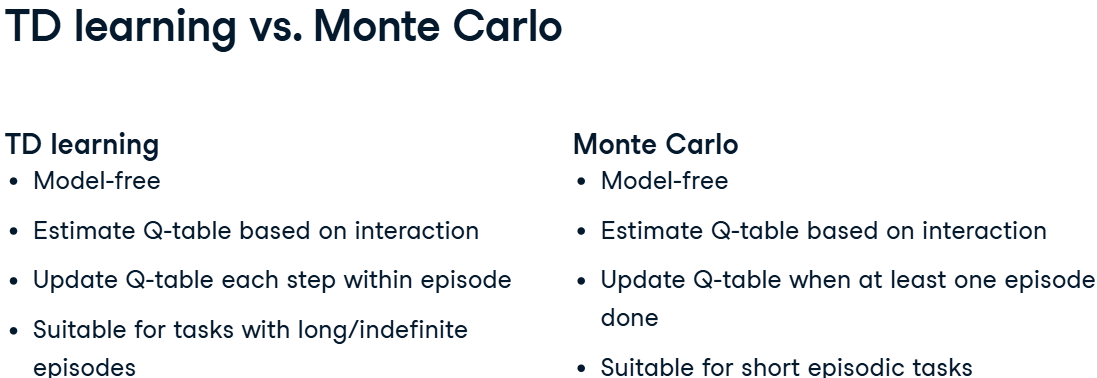 TD learning vs. Monte Carlo
TD learning
• Model-free
• Estimate Q-table based on interaction
• Update Q-table each step within episode
• Suitable for tasks with long/indefinite
episodes
Monte Carlo
• Model-free
• Estimate Q-table based on interaction
• Update Q-table when at least one episode
done
• Suitable for short episodic tasks